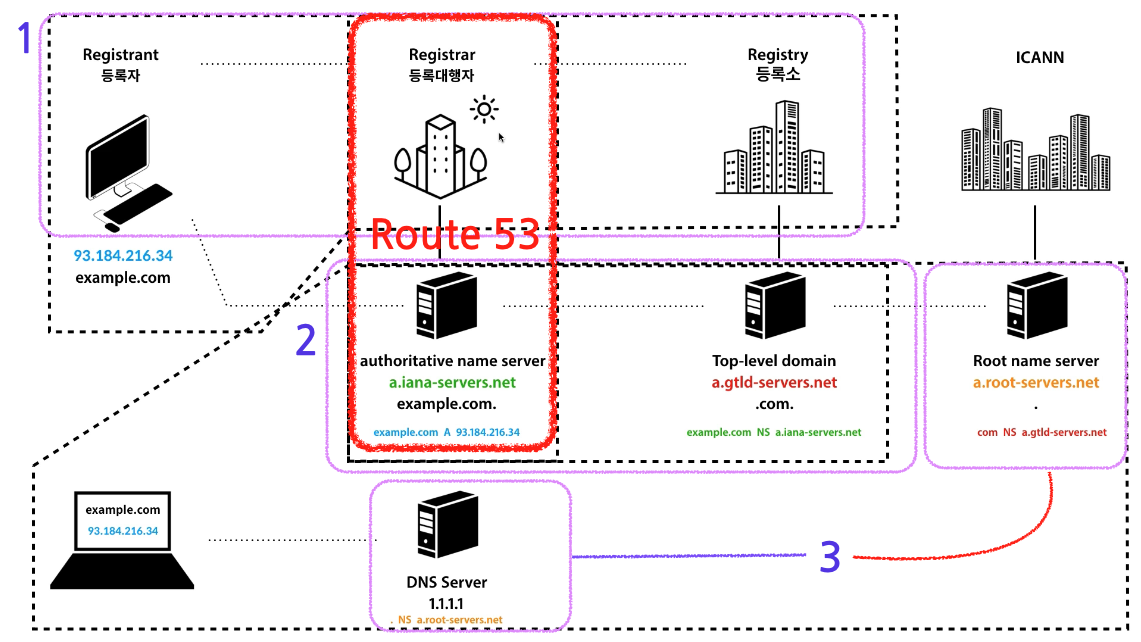 1
Registrant
등록자
Registrar
등록대행자
Registry
등록소
ICANN
93.184.216.34
example.com
Route 53
2
authoritative name server
a.iana-servers.net
example.com.
example.com A 93.184.216.34
Top-level domain
a.gtld-servers.net
.com.
example.com NS a.iana-servers.net
Root name server
a.root-servers.net
.
com NS a.gtld-servers.net
example.com
93.184.216.34
DNS Server
1.1.1.1
. NS a.root-servers.net
3